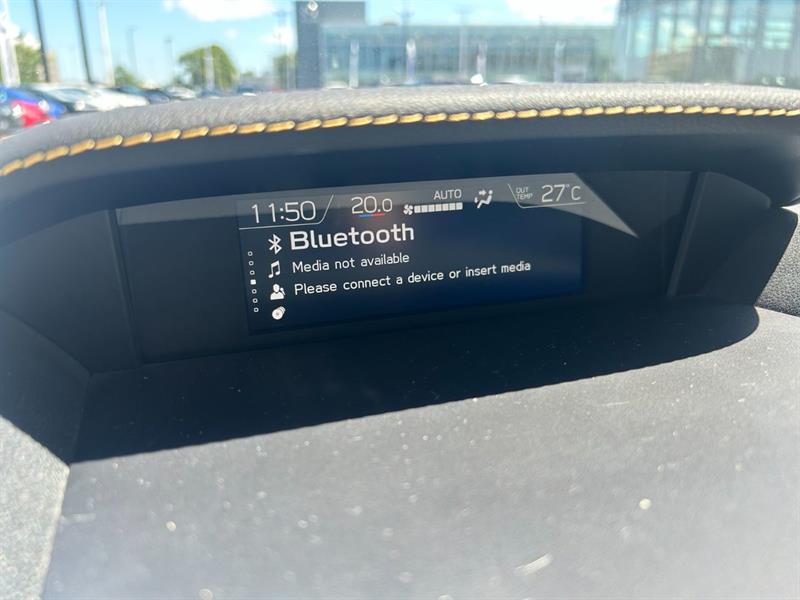 11:50 20.0 AUTO OUT TEMP 27°C
Bluetooth
Media not available
Please connect a device or insert media